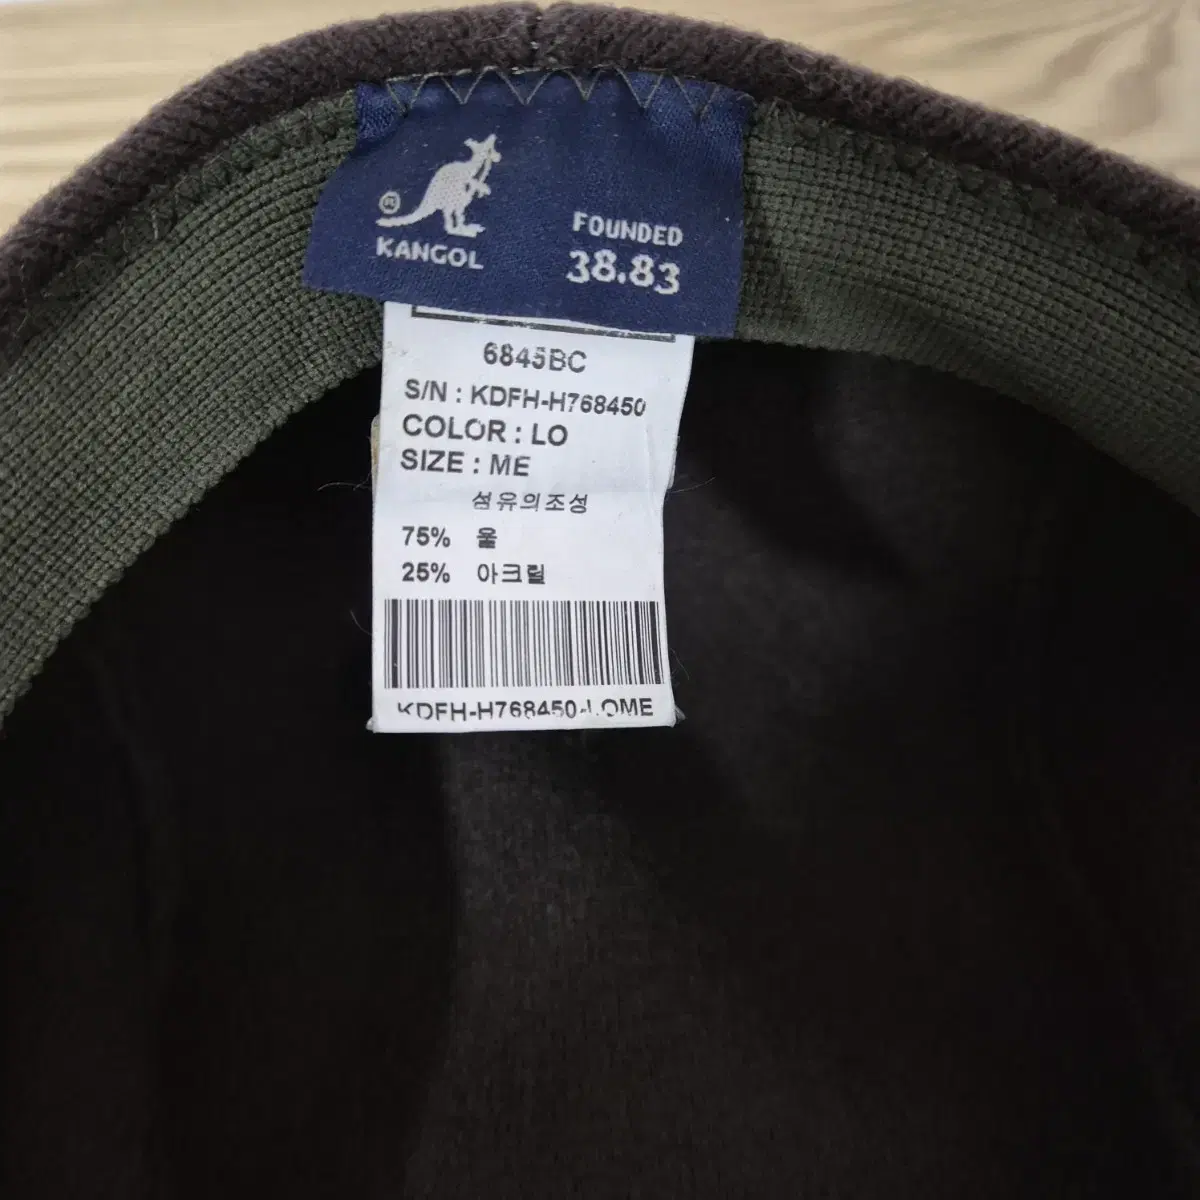 ®
KANGOL
FOUNDED
38.83
6845BC
S/N : KDFH-H768450
COLOR : LO
SIZE : ME
섬유의조성
75% 울
25% 아크릴
KDFH-H768450-LOME